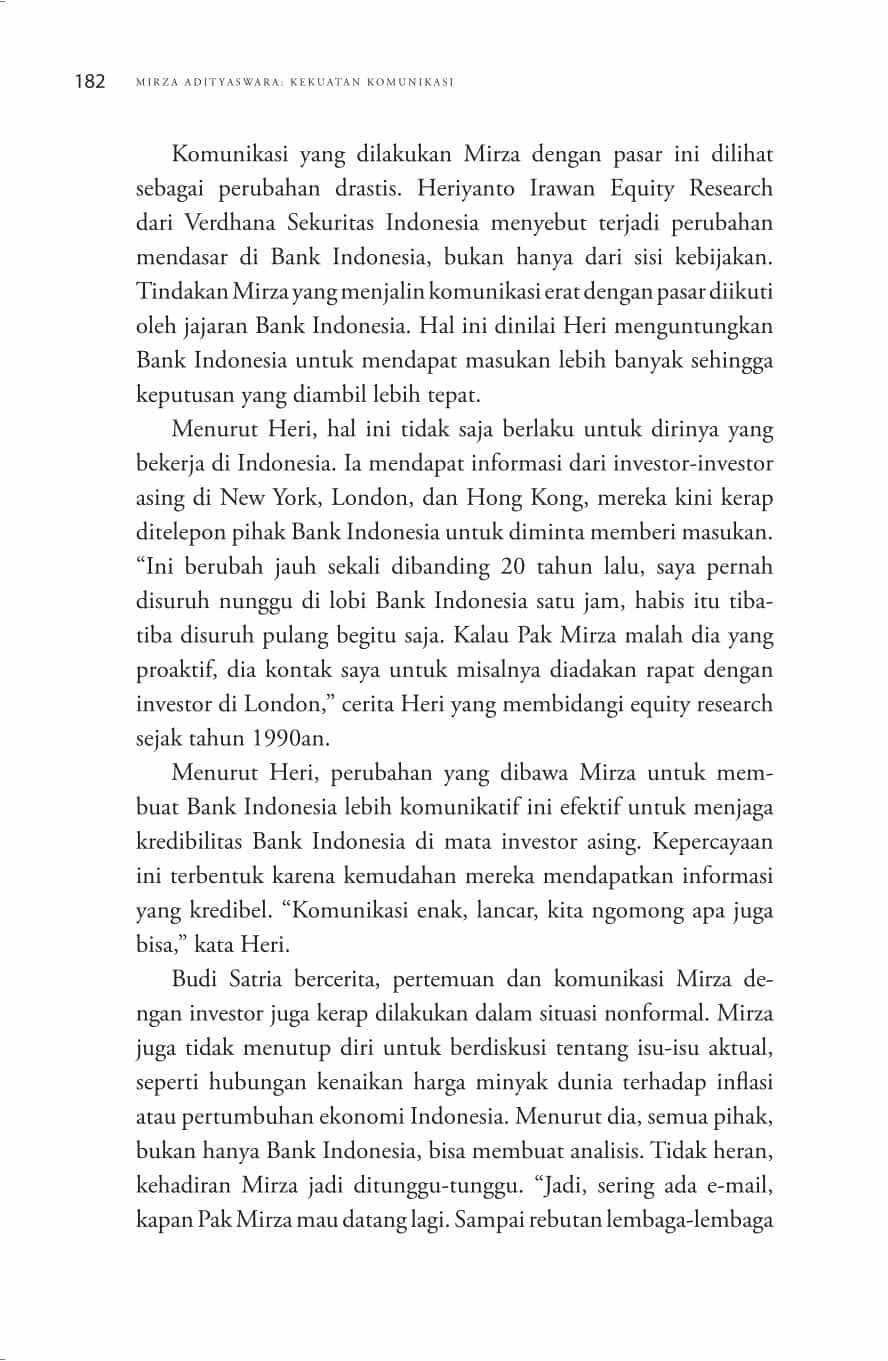 182 MIRZA ADITYASWARA: KEKUATAN KOMUNIKASI
Komunikasi yang dilakukan Mirza dengan pasar ini dilihat
sebagai perubahan drastis. Heriyanto Irawan Equity Research
dari Verdhana Sekuritas Indonesia menyebut terjadi perubahan
mendasar di Bank Indonesia, bukan hanya dari sisi kebijakan.
Tindakan Mirza yang menjalin komunikasi erat dengan pasar diikuti
oleh jajaran Bank Indonesia. Hal ini dinilai Heri menguntungkan
Bank Indonesia untuk mendapat masukan lebih banyak sehingga
keputusan yang diambil lebih tepat.
Menurut Heri, hal ini tidak saja berlaku untuk dirinya yang
bekerja di Indonesia. Ia mendapat informasi dari investor-investor
asing di New York, London, dan Hong Kong, mereka kini kerap
ditelepon pihak Bank Indonesia untuk diminta memberi masukan.
“Ini berubah jauh sekali dibanding 20 tahun lalu, saya pernah
disuruh nunggu di lobi Bank Indonesia satu jam, habis itu tiba-
tiba disuruh pulang begitu saja. Kalau Pak Mirza malah dia yang
proaktif, dia kontak saya untuk misalnya diadakan rapat dengan
investor di London,” cerita Heri yang membidangi equity research
sejak tahun 1990an.
Menurut Heri, perubahan yang dibawa Mirza untuk mem-
buat Bank Indonesia lebih komunikatif ini efektif untuk menjaga
kredibilitas Bank Indonesia di mata investor asing. Kepercayaan
ini terbentuk karena kemudahan mereka mendapatkan informasi
yang kredibel. “Komunikasi enak, lancar, kita ngomong apa juga
bisa,” kata Heri.
Budi Satria bercerita, pertemuan dan komunikasi Mirza de-
ngan investor juga kerap dilakukan dalam situasi nonformal. Mirza
juga tidak menutup diri untuk berdiskusi tentang isu-isu aktual,
seperti hubungan kenaikan harga minyak dunia terhadap inflasi
atau pertumbuhan ekonomi Indonesia. Menurut dia, semua pihak,
bukan hanya Bank Indonesia, bisa membuat analisis. Tidak heran,
kehadiran Mirza jadi ditunggu-tunggu. “Jadi, sering ada e-mail,
kapan Pak Mirza mau datang lagi. Sampai rebutan lembaga-lembaga